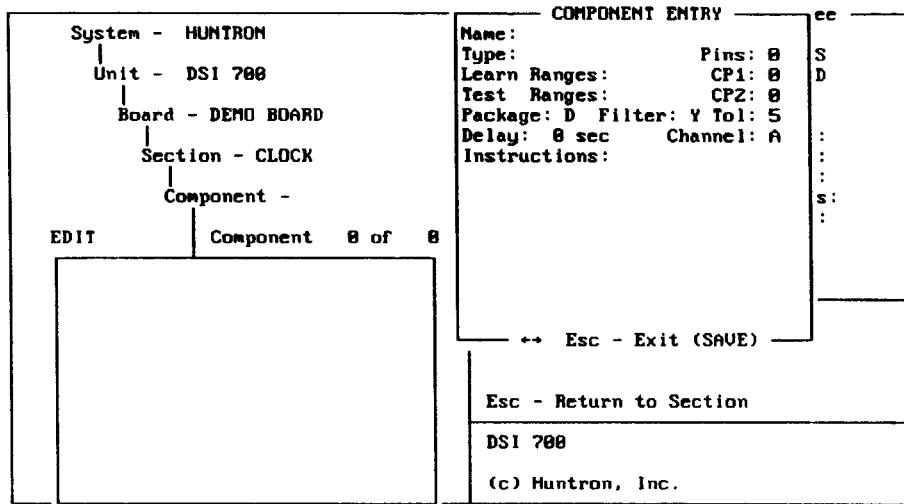 System - HUNTRON
Unit - DSI 700
Board - DEMO BOARD
Section - CLOCK
Component -
EDIT Component 0 of 0
COMPONENT ENTRY
Name:
Type: Pins: 0
Learn Ranges: CP1: 0
Test Ranges: CP2: 0
Package: D Filter: Y Tol: 5
Delay: 0 sec Channel: A
Instructions:
↔ Esc - Exit (SAVE)
ee
S
D
:
:
:
s:
:
Esc - Return to Section
DSI 700
(c) Huntron, Inc.